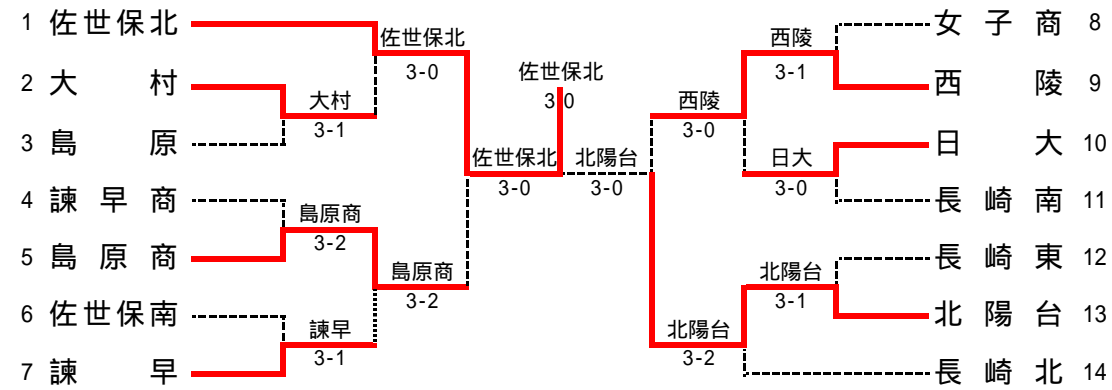 1 佐世保北
2 大村
3 島原
4 諫早商
5 島原商
6 佐世保南
7 諫早
佐世保北
3-0
大村
3-1
島原商
3-2
島原商
3-2
諫早
3-1
佐世保北
3-0
佐世保北
3-0
北陽台
3-0
西陵
3-0
西陵
3-1
日大
3-0
北陽台
3-1
北陽台
3-2
女子商 8
西陵 9
日大 10
長崎南 11
長崎東 12
北陽台 13
長崎北 14